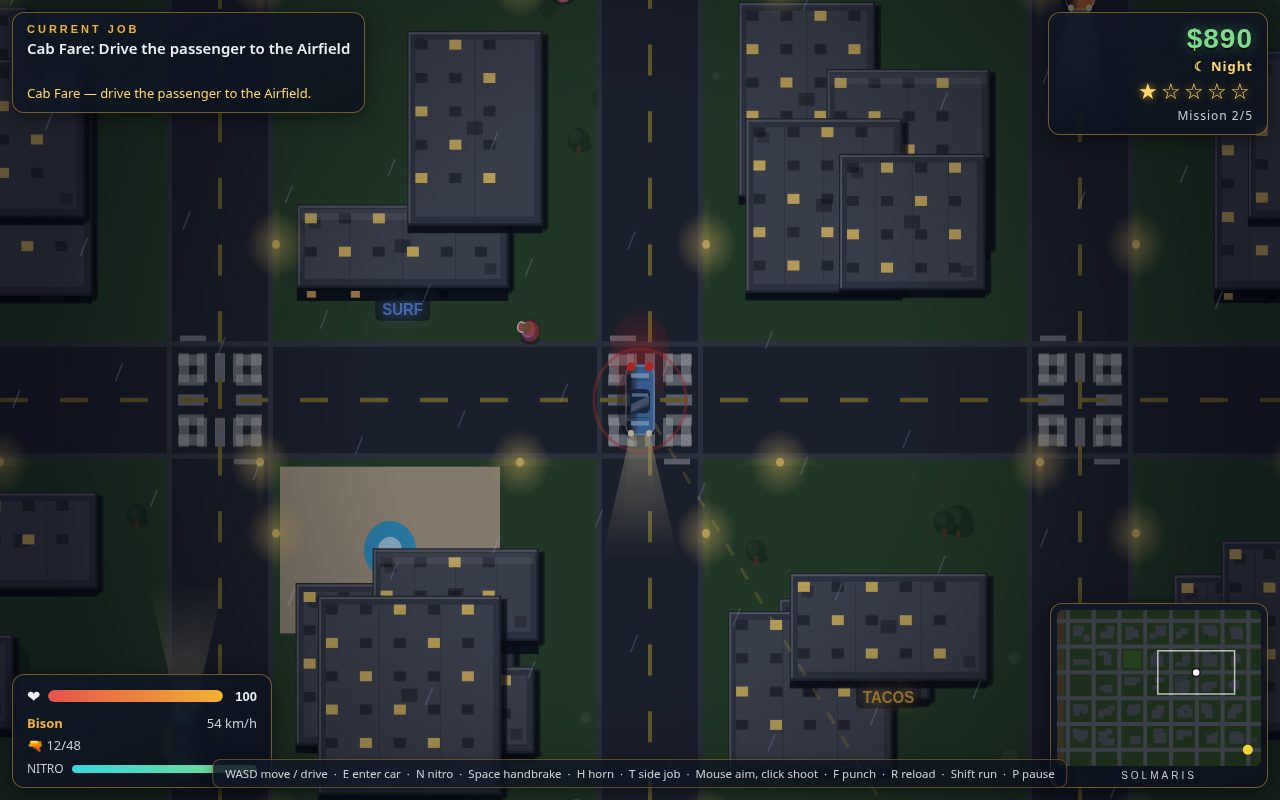 CURRENT JOB
Cab Fare: Drive the passenger to the Airfield
Cab Fare — drive the passenger to the Airfield.
$890
☾ Night
★☆☆☆☆
Mission 2/5
SURF
TACOS
❤ 100
Bison 54 km/h
🔫 12/48
NITRO
WASD move / drive · E enter car · N nitro · Space handbrake · H horn · T side job · Mouse aim, click shoot · F punch · R reload · Shift run · P pause
SOLMARIS